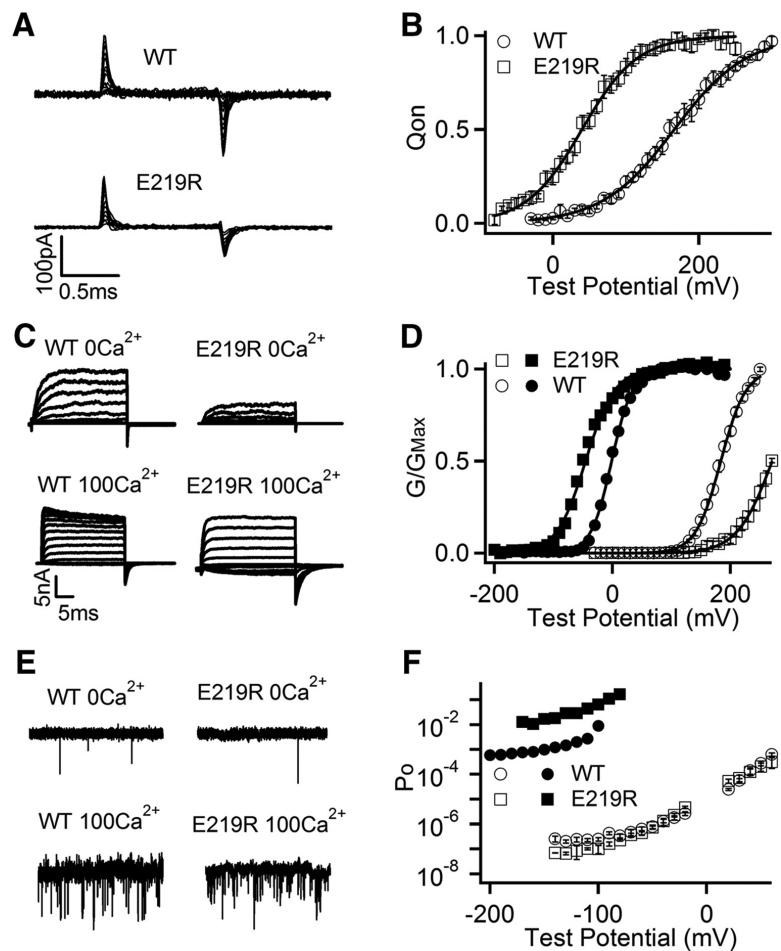 A
WT
E219R
100pA
0.5ms
B
WT
E219R
Qon
1.0
0.5
0.0
0
200
Test Potential (mV)
C
WT 0Ca²⁺
E219R 0Ca²⁺
WT 100Ca²⁺
E219R 100Ca²⁺
5nA
5ms
D
E219R
WT
G/GMax
1.0
0.5
0.0
-200
0
200
Test Potential (mV)
E
WT 0Ca²⁺
E219R 0Ca²⁺
WT 100Ca²⁺
E219R 100Ca²⁺
F
WT
E219R
Po
10⁻²
10⁻⁴
10⁻⁶
10⁻⁸
-200
-100
0
Test Potential (mV)